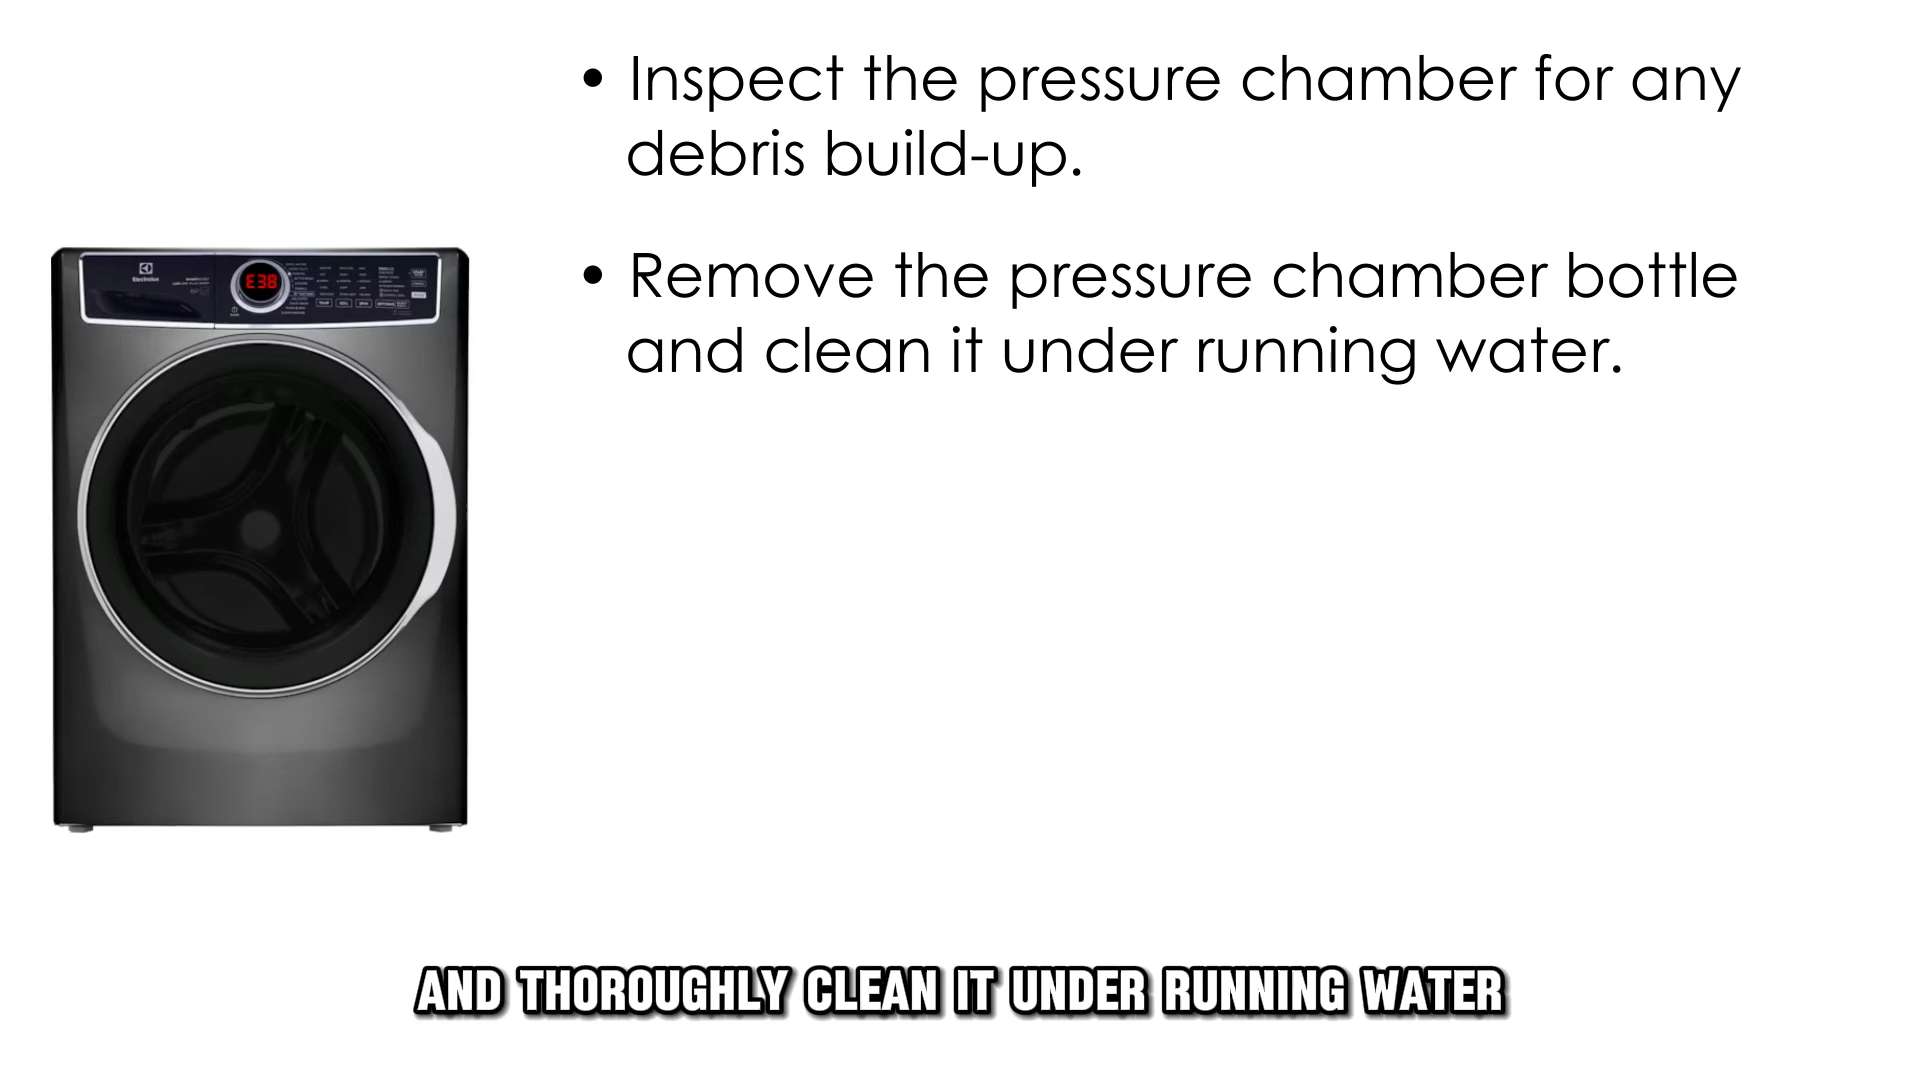 • Inspect the pressure chamber for any
debris build-up.
• Remove the pressure chamber bottle
and clean it under running water.
Electrolux
E38
AND THOROUGHLY CLEAN IT UNDER RUNNING WATER